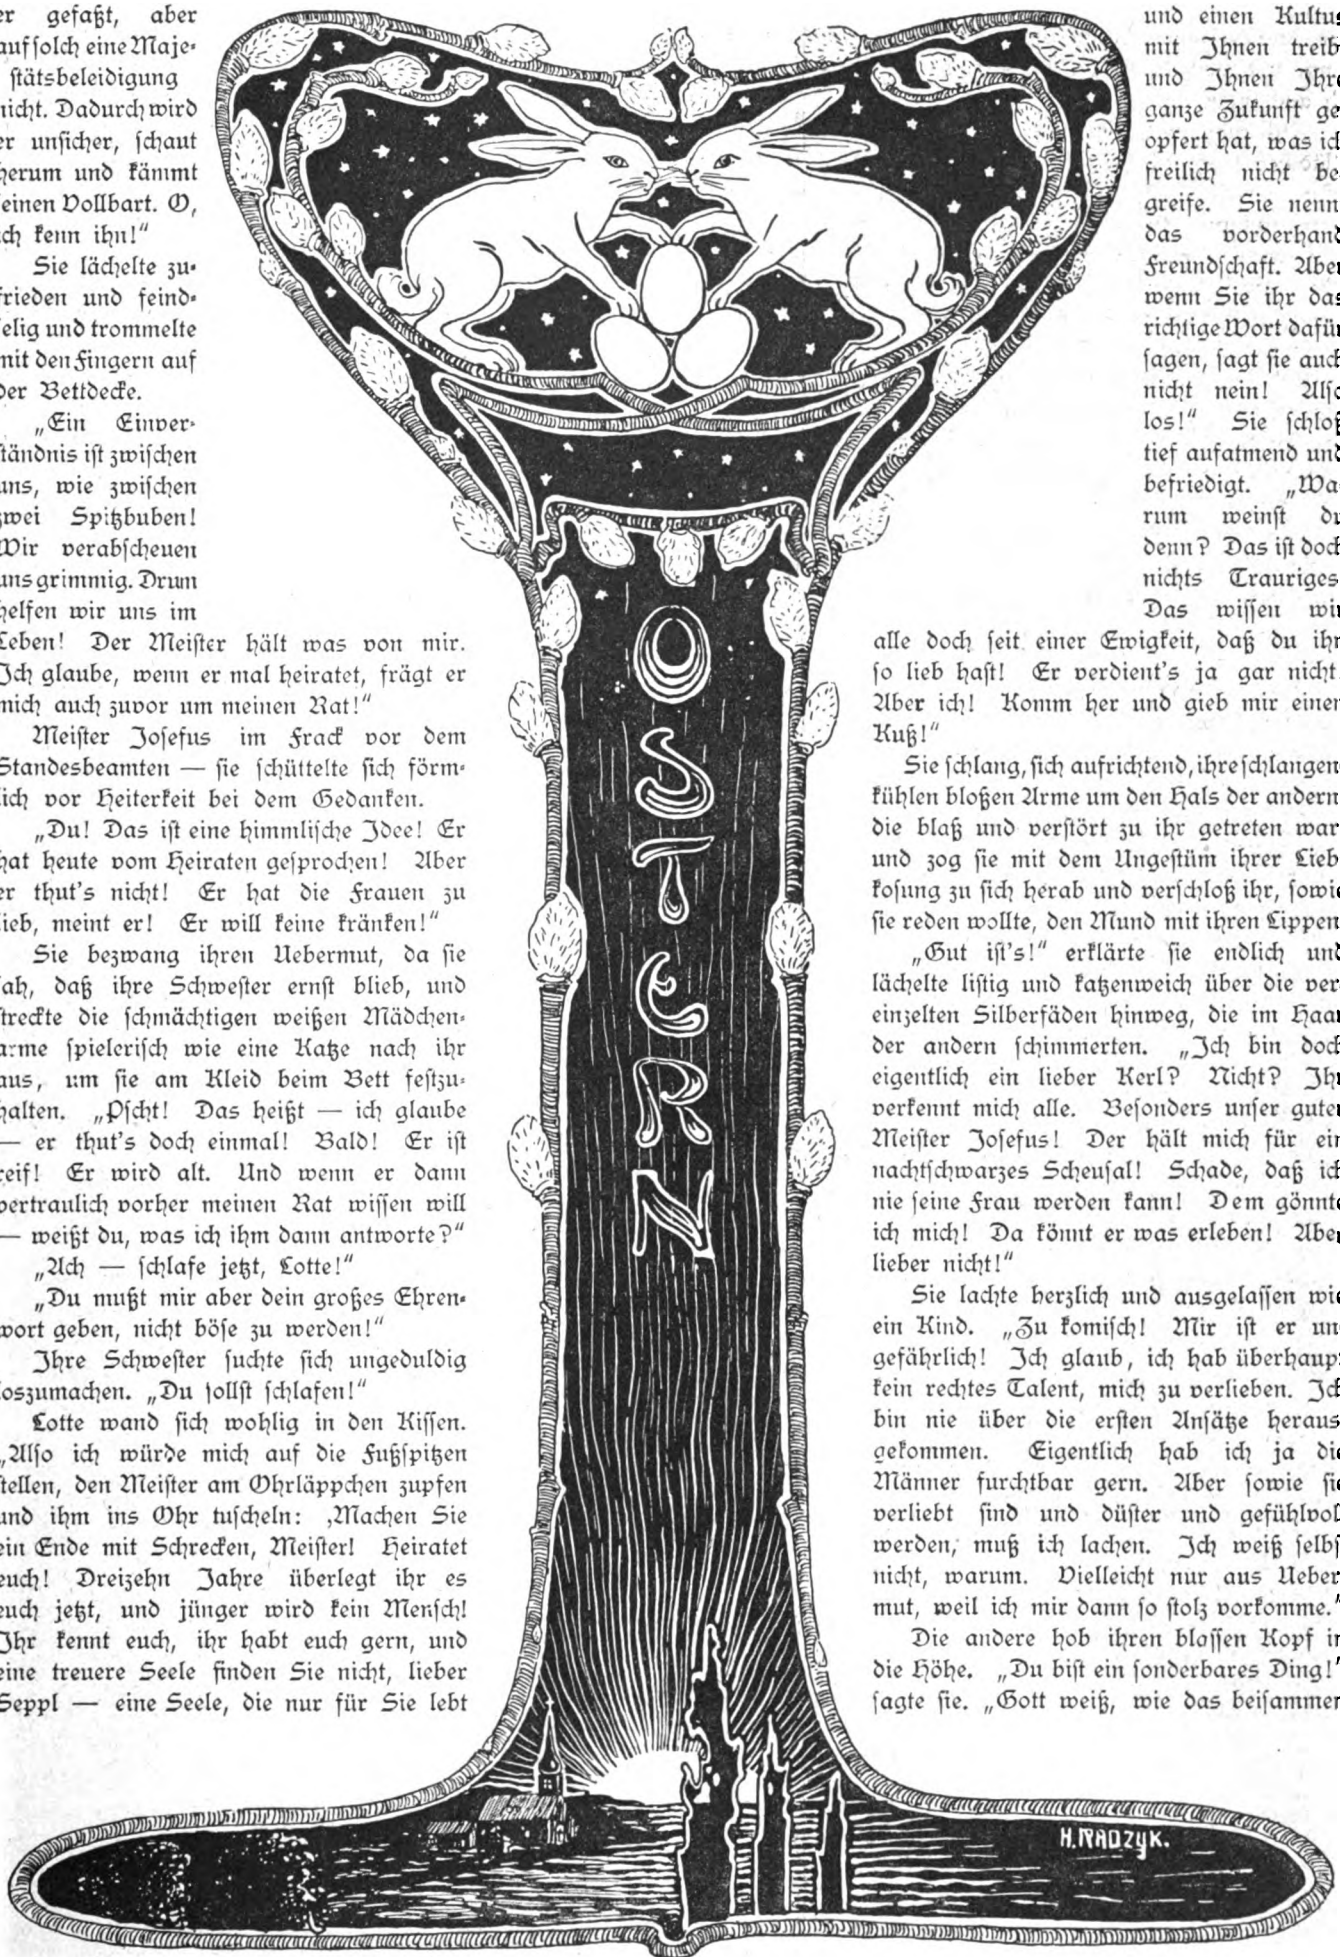 er gefaßt, aber
auf solch eine Maje-
stätsbeleidigung
nicht. Dadurch wird
er unsicher, schaut
herum und kämmt
seinen Vollbart. O,
ich kenn ihn!“
Sie lächelte zu-
frieden und feind-
selig und trommelte
mit den Fingern auf
der Bettdecke.
„Ein Einver-
ständnis ist zwischen
uns, wie zwischen
zwei Spitzbuben!
Wir verabscheuen
uns grimmig. Drum
helfen wir uns im
Leben! Der Meister hält was von mir.
Ich glaube, wenn er mal heiratet, frägt er
mich auch zuvor um meinen Rat!“
Meister Josefus im Frack vor dem
Standesbeamten — sie schüttelte sich förm-
lich vor Heiterkeit bei dem Gedanken.
„Du! Das ist eine himmlische Idee! Er
hat heute vom Heiraten gesprochen! Aber
er thut's nicht! Er hat die Frauen zu
lieb, meint er! Er will keine kränken!“
Sie bezwang ihren Uebermut, da sie
sah, daß ihre Schwester ernst blieb, und
streckte die schmächtigen weißen Mädchen-
arme spielerisch wie eine Katze nach ihr
aus, um sie am Kleid beim Bett festzu-
halten. „Pscht! Das heißt — ich glaube
— er thut's doch einmal! Bald! Er ist
reif! Er wird alt. Und wenn er dann
vertraulich vorher meinen Rat wissen will
— weißt du, was ich ihm dann antworte?“
„Ach — schlafe jetzt, Lotte!“
„Du mußt mir aber dein großes Ehren-
wort geben, nicht böse zu werden!“
Ihre Schwester suchte sich ungeduldig
loszumachen. „Du sollst schlafen!“
Lotte wand sich wohlig in den Kissen.
„Also ich würde mich auf die Fußspitzen
stellen, den Meister am Ohrläppchen zupfen
und ihm ins Ohr tuscheln: ‚Machen Sie
ein Ende mit Schrecken, Meister! Heiratet
euch! Dreizehn Jahre überlegt ihr es
euch jetzt, und jünger wird kein Mensch!
Ihr kennt euch, ihr habt euch gern, und
eine treuere Seele finden Sie nicht, lieber
Seppl — eine Seele, die nur für Sie lebt
OSTERN
H. RADZYK.
und einen Kultus
mit Ihnen treibt
und Ihnen Ihre
ganze Zukunft ge
opfert hat, was ich
freilich nicht be
greife. Sie nennt
das vorderhand
Freundschaft. Aber
wenn Sie ihr das
richtige Wort dafür
sagen, sagt sie auch
nicht nein! Also
los!“ Sie schloß
tief aufatmend und
befriedigt. „Wa
rum weinst du
denn? Das ist doch
nichts Trauriges
Das wissen wir
alle doch seit einer Ewigkeit, daß du ihn
so lieb hast! Er verdient's ja gar nicht.
Aber ich! Komm her und gieb mir einen
Kuß!“
Sie schlang, sich aufrichtend, ihre schlangen
kühlen bloßen Arme um den Hals der andern
die blaß und verstört zu ihr getreten war
und zog sie mit dem Ungestüm ihrer Lieb
kosung zu sich herab und verschloß ihr, sowie
sie reden wollte, den Mund mit ihren Lippen
„Gut ist's!“ erklärte sie endlich und
lächelte listig und katzenweich über die ver
einzelten Silberfäden hinweg, die im Haar
der andern schimmerten. „Ich bin doch
eigentlich ein lieber Kerl? Nicht? Ihr
verkennt mich alle. Besonders unser guter
Meister Josefus! Der hält mich für ein
nachtschwarzes Scheusal! Schade, daß ich
nie seine Frau werden kann! Dem gönnte
ich mich! Da könnt er was erleben! Aber
lieber nicht!“
Sie lachte herzlich und ausgelassen wie
ein Kind. „Zu komisch! Mir ist er un
gefährlich! Ich glaub, ich hab überhaupt
kein rechtes Talent, mich zu verlieben. Ich
bin nie über die ersten Ansätze heraus
gekommen. Eigentlich hab ich ja die
Männer furchtbar gern. Aber sowie sie
verliebt sind und düster und gefühlvoll
werden, muß ich lachen. Ich weiß selbst
nicht, warum. Vielleicht nur aus Ueber
mut, weil ich mir dann so stolz vorkomme.“
Die andere hob ihren blassen Kopf in
die Höhe. „Du bist ein sonderbares Ding!“
sagte sie. „Gott weiß, wie das beisammen